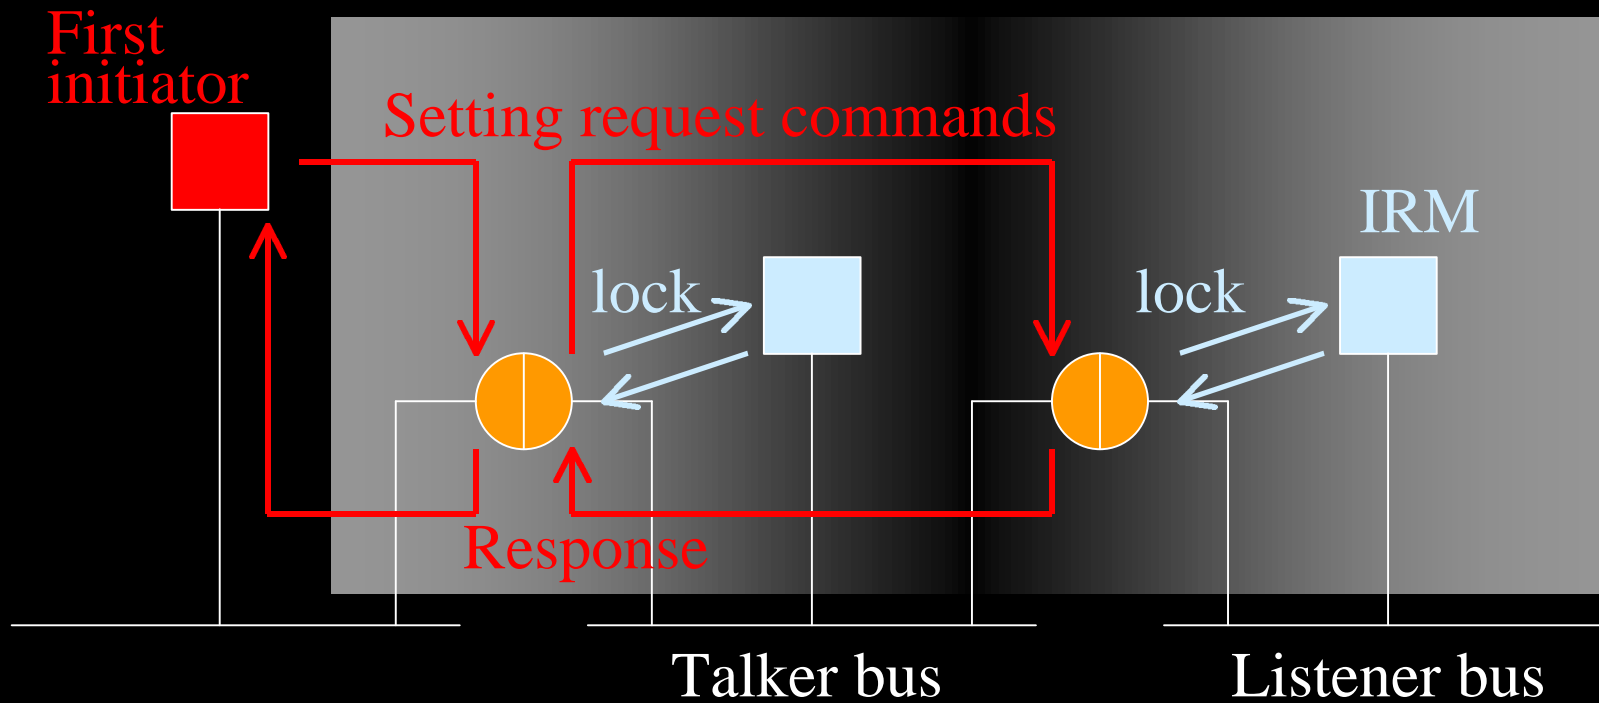 First
initiator
Setting request commands
IRM
lock
lock
Response
Talker bus
Listener bus